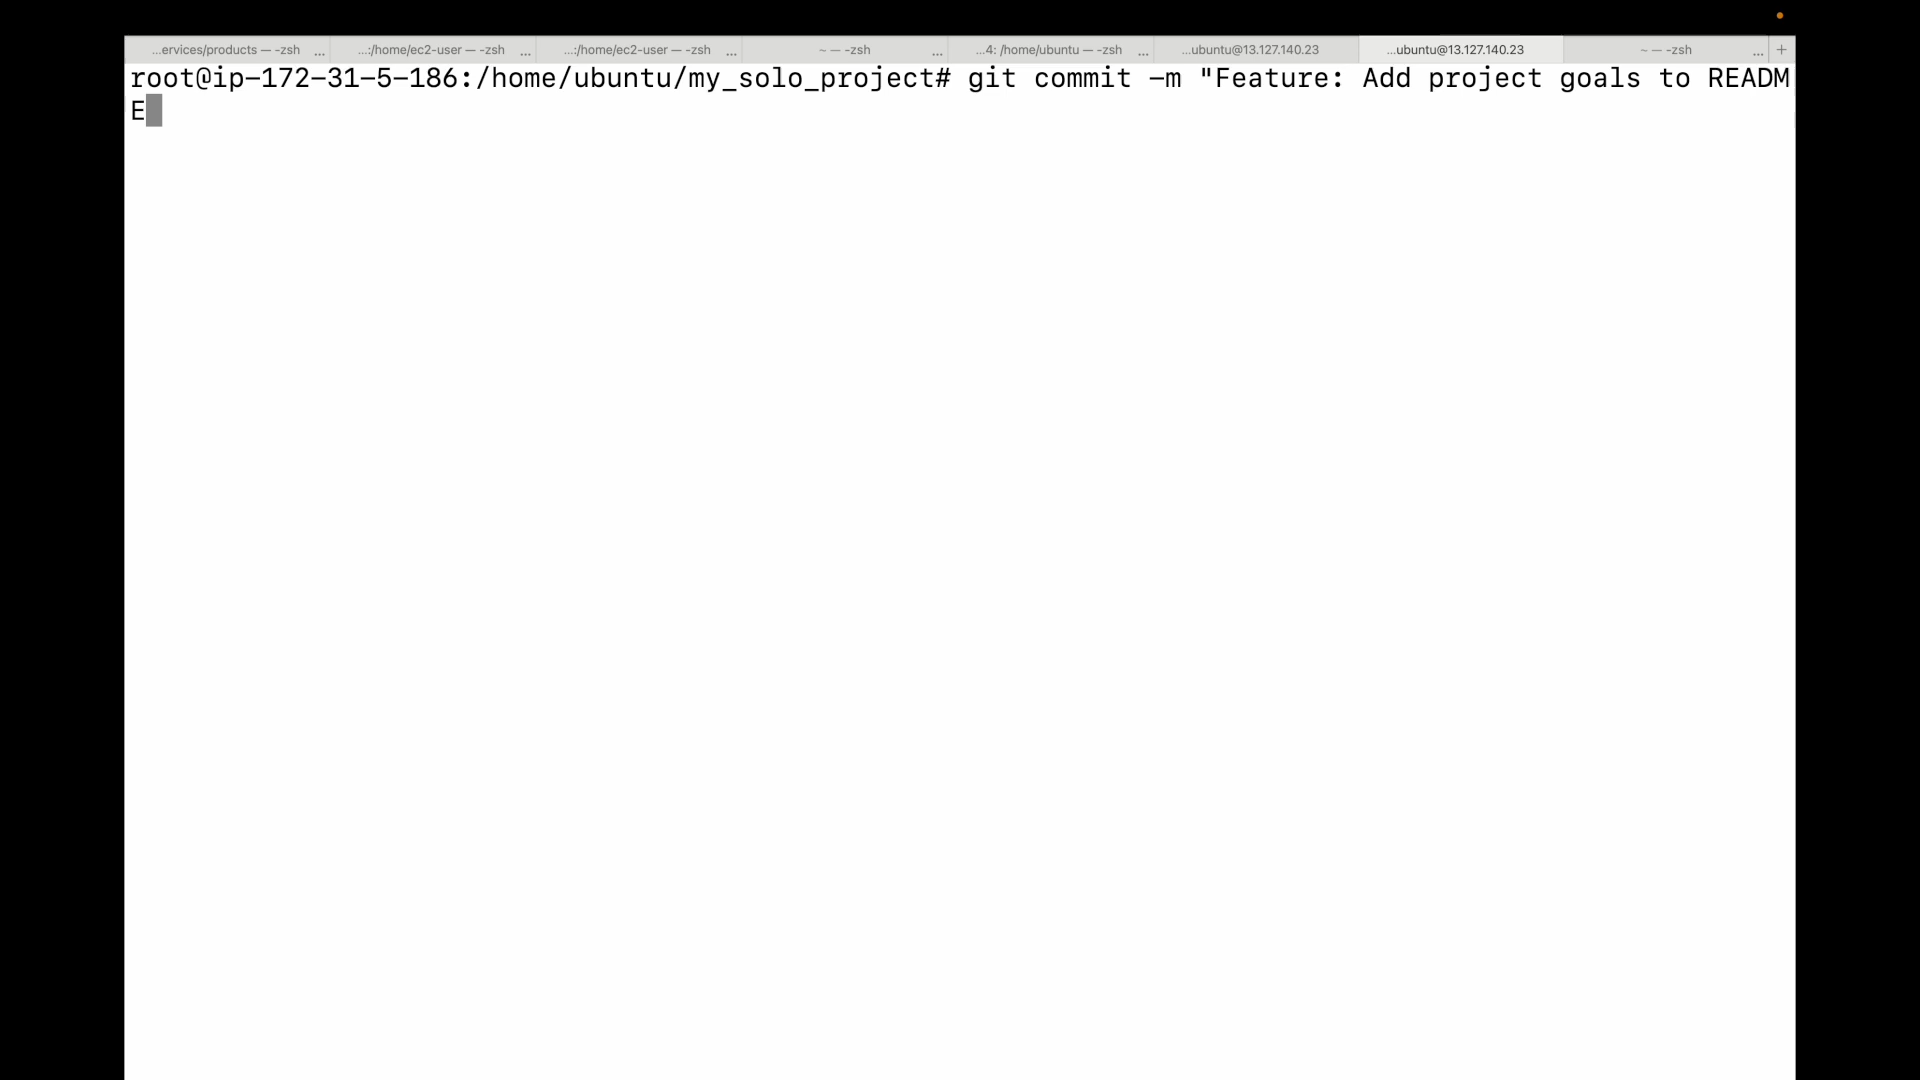 ...ervices/products — -zsh ... ...:/home/ec2-user — -zsh ... ...:/home/ec2-user — -zsh ... ~ — -zsh ... ...4: /home/ubuntu — -zsh ... ...ubuntu@13.127.140.23 ...ubuntu@13.127.140.23 ~ — -zsh ... +
root@ip-172-31-5-186:/home/ubuntu/my_solo_project# git commit -m "Feature: Add project goals to READM
E